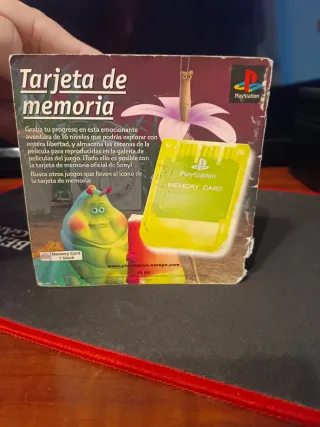 Tarjeta de
memoria
PlayStation
Graba tu progreso en esta emocionante
aventura de 16 niveles que podrás explorar con
entera libertad, y almacena las escenas de la
película para reproducirlas en la galería de
películas del juego. ¡Todo ello es posible con
la tarjeta de memoria oficial de Sony!
Busca otros juegos que lleven el icono de
la tarjeta de memoria:
PlayStation
MEMORY CARD
Memory Card
1 block
www.playstation-europe.com